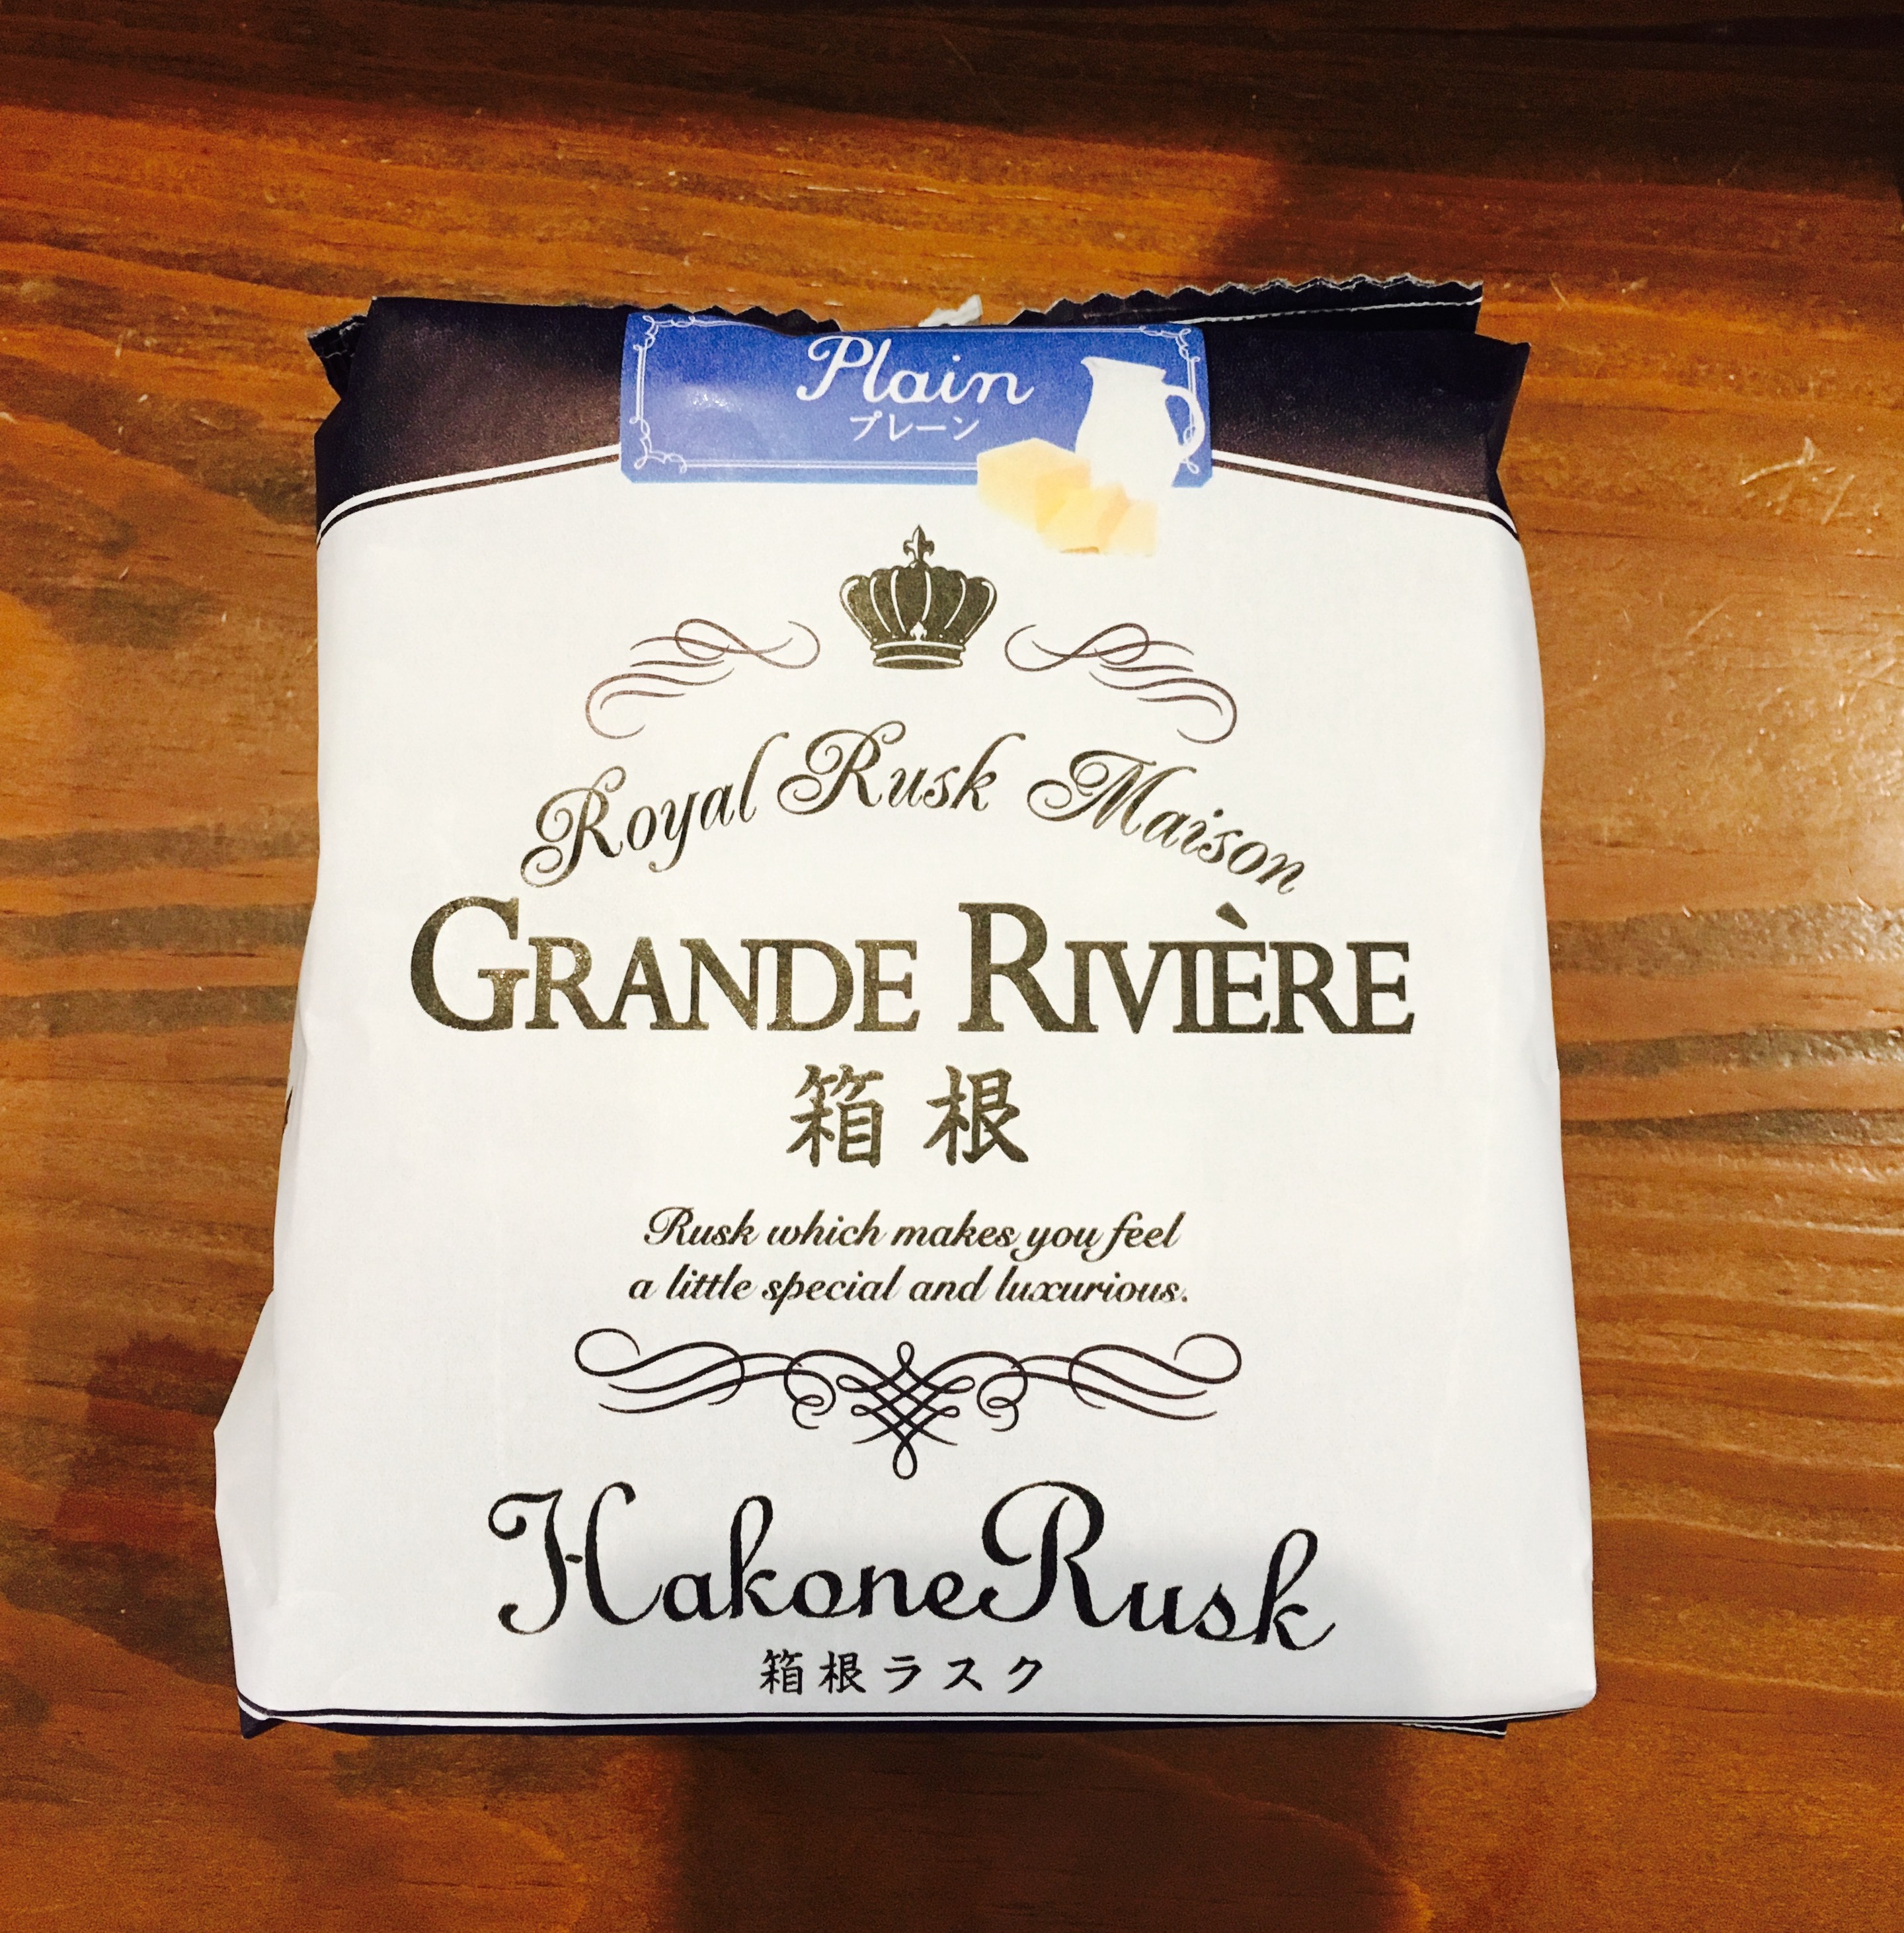 Plain
プレーン
Royal Rusk Maison
GRANDE RIVIÈRE
箱根
Rusk which makes you feel
a little special and luxurious.
HakoneRusk
箱根ラスク